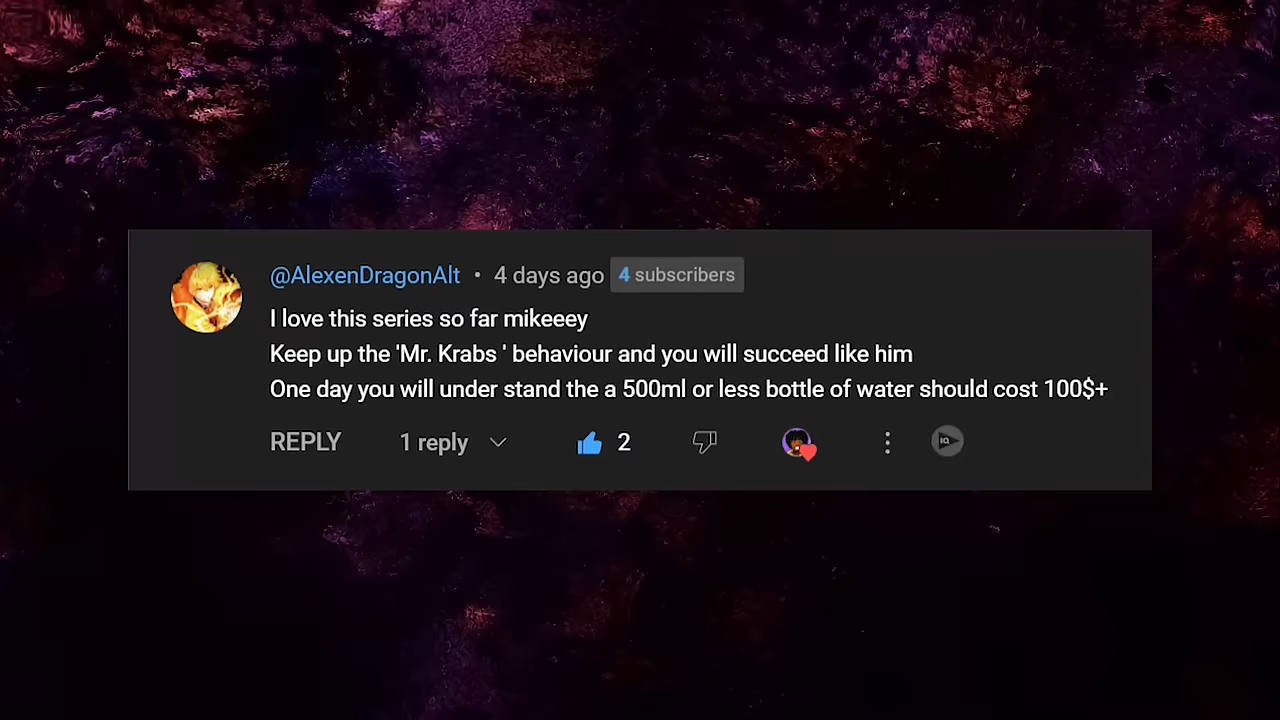 @AlexenDragonAlt • 4 days ago 4 subscribers
I love this series so far mikeeey
Keep up the 'Mr. Krabs ' behaviour and you will succeed like him
One day you will under stand the a 500ml or less bottle of water should cost 100$+
REPLY 1 reply 2 IQ